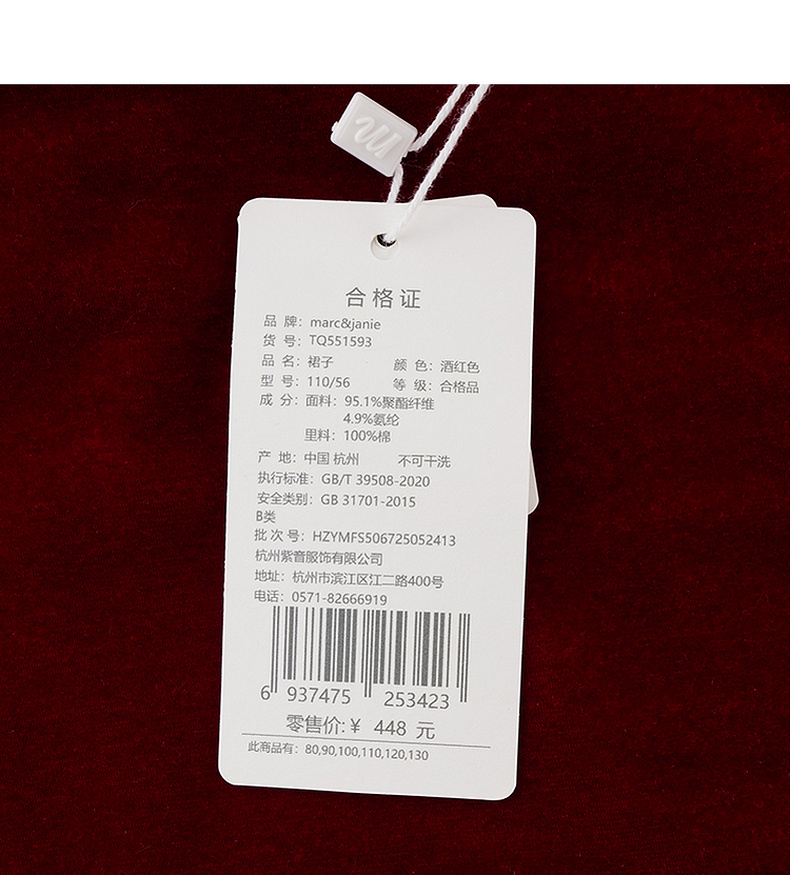 m
合格证
品 牌：marc&janie
货 号：TQ551593
品 名：裙子 颜 色：酒红色
型 号：110/56 等 级：合格品
成 分：面料：95.1%聚酯纤维
4.9%氨纶
里料：100%棉
产 地：中国 杭州 不可干洗
执行标准：GB/T 39508-2020
安全类别：GB 31701-2015
B类
批 次 号：HZYMFS506725052413
杭州紫音服饰有限公司
地址：杭州市滨江区江二路400号
电话：0571-82666919
6 937475 253423
零售价:¥ 448 元
此商品有：80,90,100,110,120,130